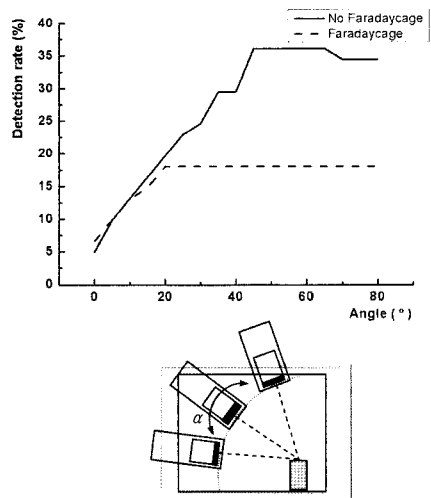 No Faradaycage
Faradaycage
Detection rate (%)
40
35
30
25
20
15
10
5
0
0 20 40 60 80
Angle (°)
α